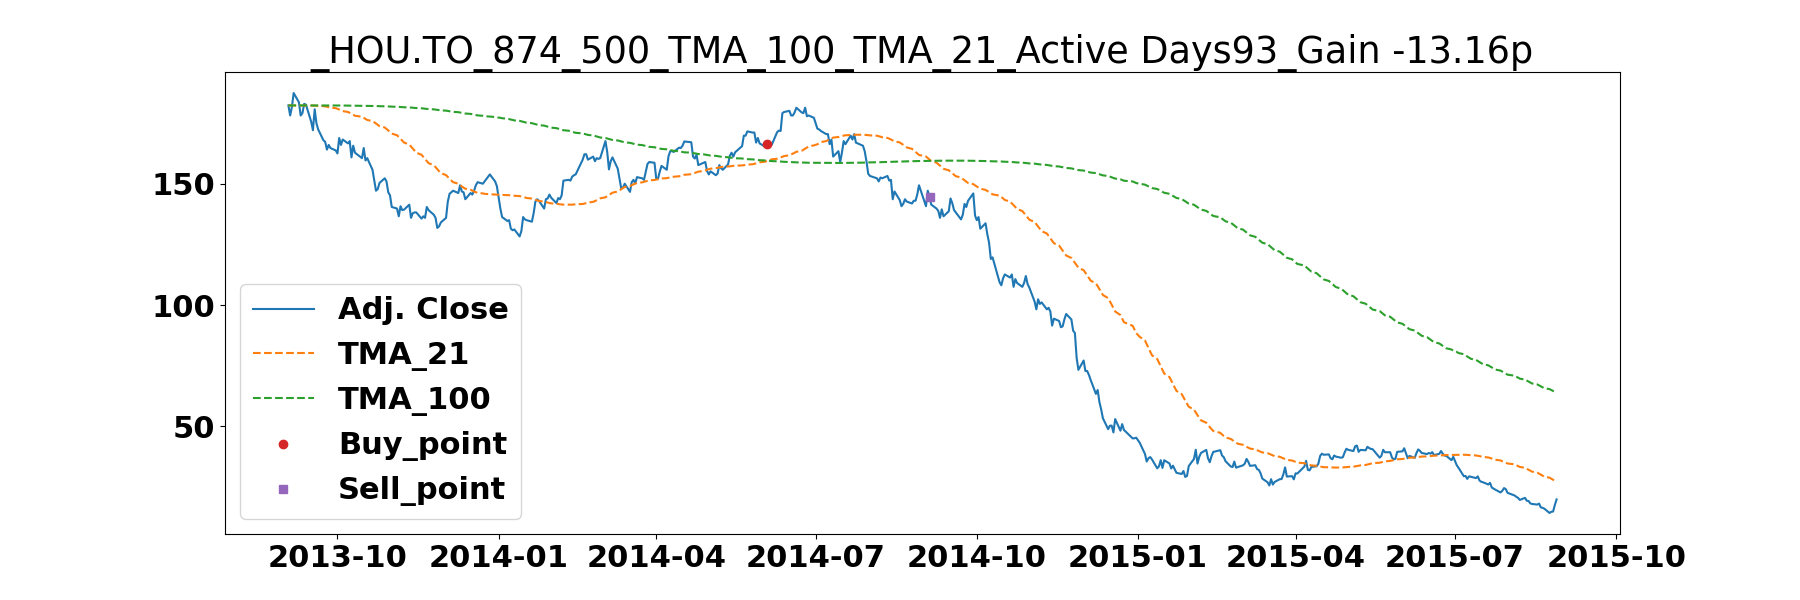 _HOU.TO_874_500_TMA_100_TMA_21_Active Days93_Gain -13.16p
150
100
50
Adj. Close
TMA_21
TMA_100
Buy_point
Sell_point
2013-10 2014-01 2014-04 2014-07 2014-10 2015-01 2015-04 2015-07 2015-10